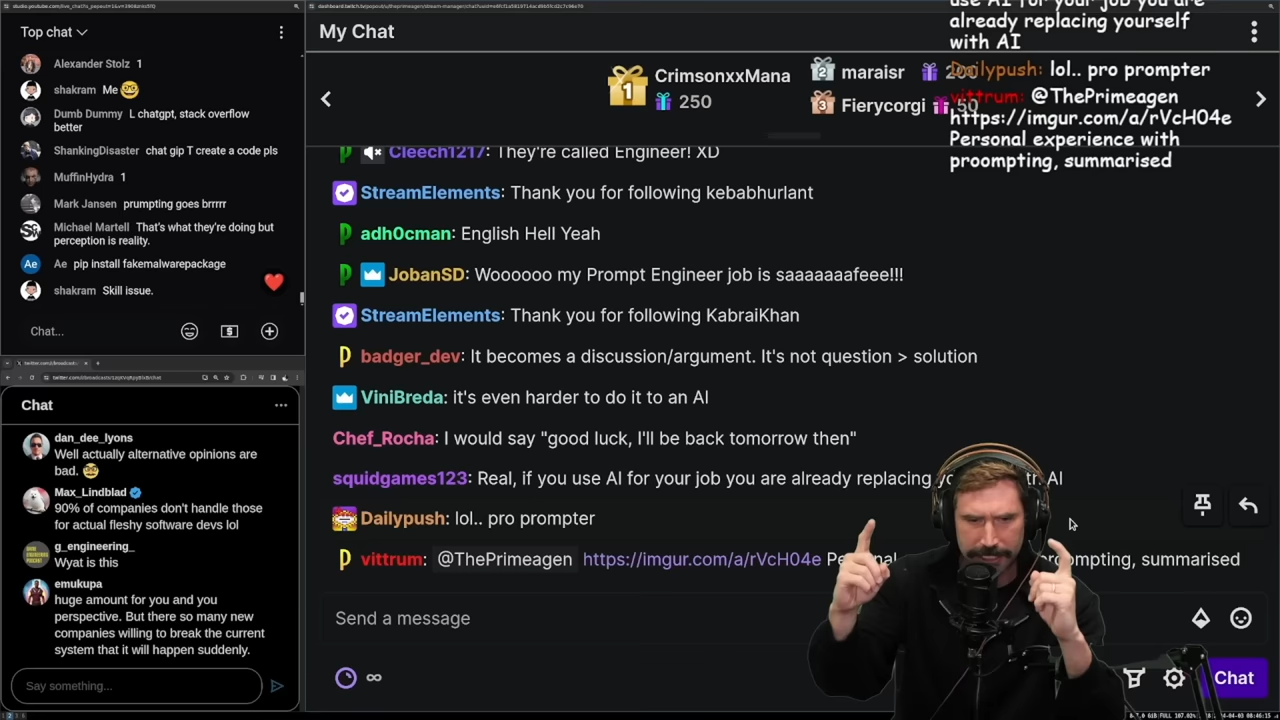 Top chat
Alexander Stolz 1
shakram Me
Dumb Dummy L chatgpt, stack overflow
better
ShankingDisaster chat gip T create a code pls
MuffinHydra 1
Mark Jansen prumpting goes brrrrr
Michael Martell That's what they're doing but
perception is reality.
Ae Ae pip install fakemalwarepackage
shakram Skill issue.
Chat...
Chat
dan_dee_lyons
Well actually alternative opinions are
bad.
Max_Lindblad
90% of companies don't handle those
for actual fleshy software devs lol
g_engineering_
Wyat is this
emukupa
huge amount for you and you
perspective. But there so many new
companies willing to break the current
system that it will happen suddenly.
Say something...
My Chat
1 CrimsonxxMana
250
2 maraisr
3 Fierycorgi 50
Cleech1217: They're called Engineer! XD
StreamElements: Thank you for following kebabhurlant
adh0cman: English Hell Yeah
JobanSD: Woooooo my Prompt Engineer job is saaaaaaafeee!!!
StreamElements: Thank you for following KabraiKhan
badger_dev: It becomes a discussion/argument. It's not question > solution
ViniBreda: it's even harder to do it to an AI
Chef_Rocha: I would say "good luck, I'll be back tomorrow then"
squidgames123: Real, if you use AI for your job you are already replacing AI
Dailypush: lol.. pro prompter
vittrum: @ThePrimeagen https://imgur.com/a/rVcH04e summarised
Send a message
Chat
use AI for your job you are
already replacing yourself
with AI
Dailypush: lol.. pro prompter
vittrum: @ThePrimeagen
https://imgur.com/a/rVcH04e
Personal experience with
proompting, summarised